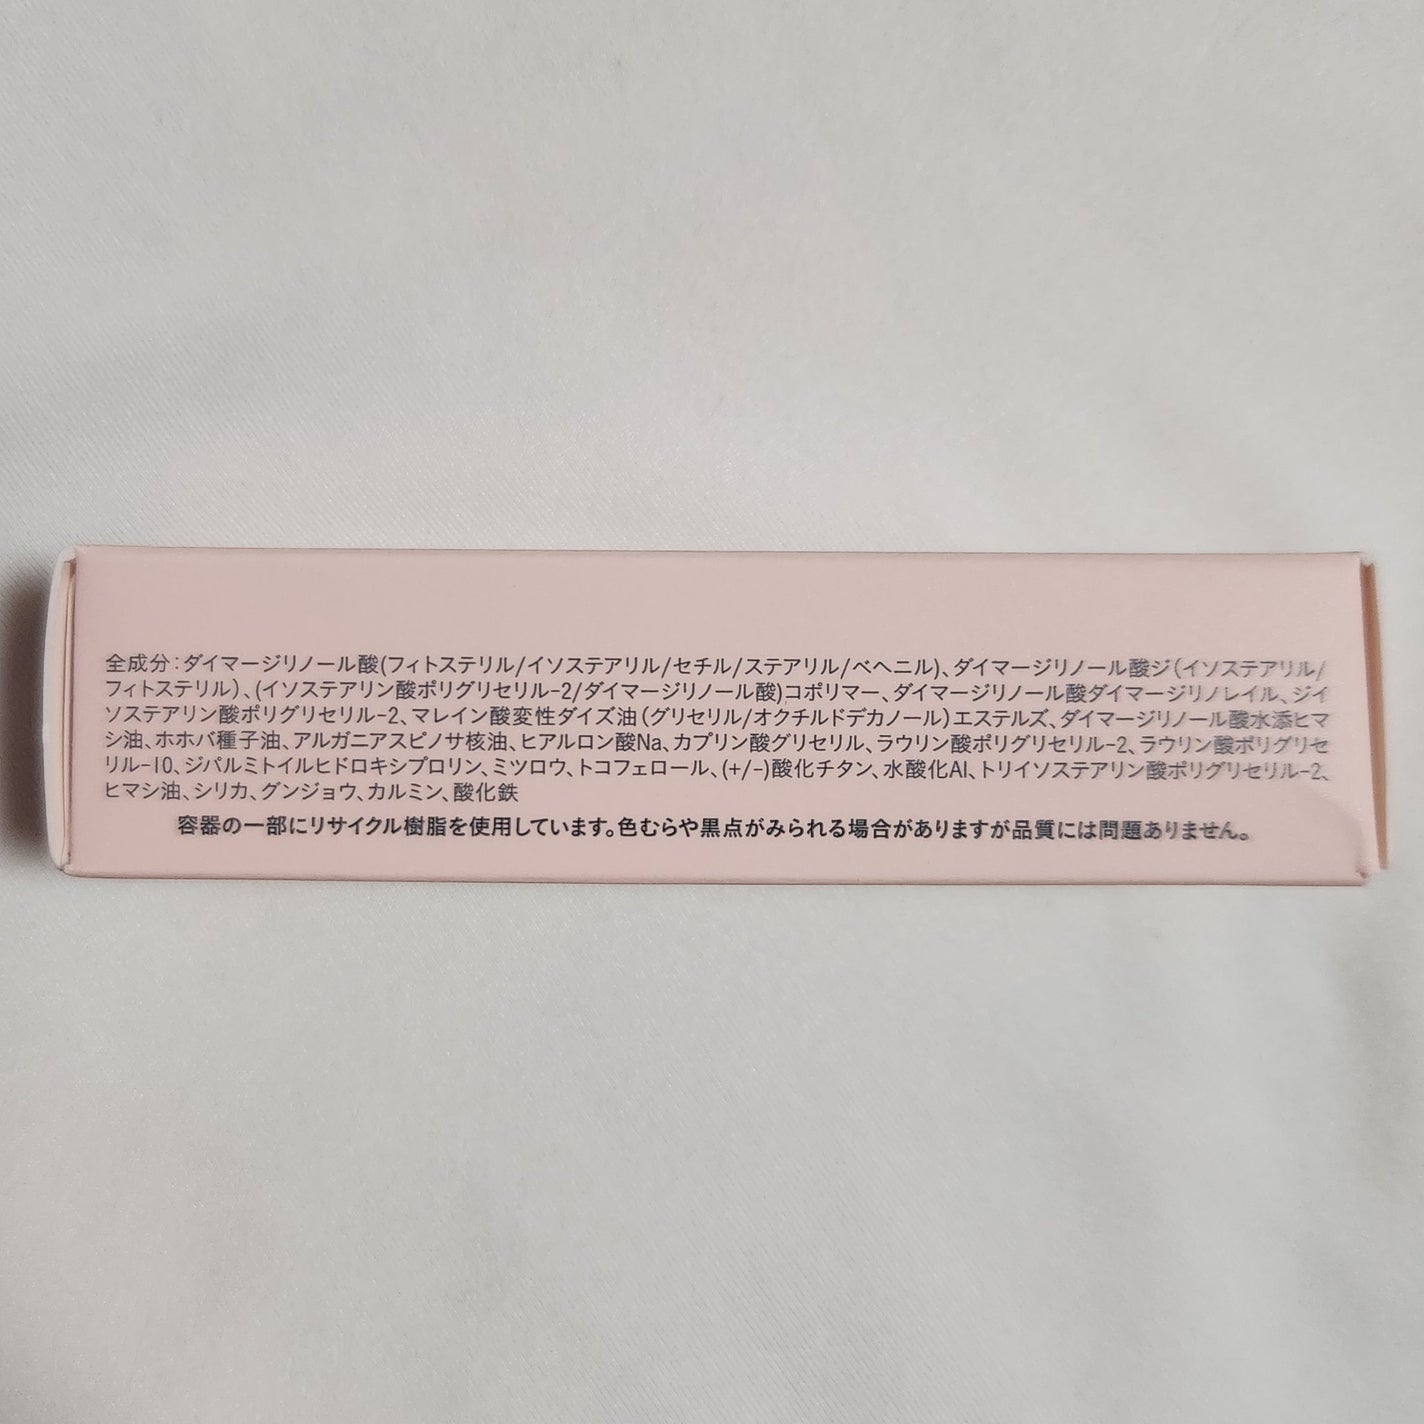 全成分:ダイマージリノール酸(フィトステリル/イソステアリル/セチル/ステアリル/ベヘニル)、ダイマージリノール酸ジ(イソステアリル/
フィトステリル)、(イソステアリン酸ポリグリセリル-2/ダイマージリノール酸)コポリマー、ダイマージリノール酸ダイマージリノレイル、ジイ
ソステアリン酸ポリグリセリル-2、マレイン酸変性ダイズ油(グリセリル/オクチルドデカノール)エステルズ、ダイマージリノール酸水添ヒマ
シ油、ホホバ種子油、アルガニアスピノサ核油、ヒアルロン酸Na、カプリン酸グリセリル、ラウリン酸ポリグリセリル-2、ラウリン酸ポリグリセ
リル-10、ジパルミトイルヒドロキシプロリン、ミツロウ、トコフェロール、(+/-)酸化チタン、水酸化Al、トリイソステアリン酸ポリグリセリル-2、
ヒマシ油、シリカ、グンジョウ、カルミン、酸化鉄
容器の一部にリサイクル樹脂を使用しています。色むらや黒点がみられる場合がありますが品質には問題ありません。